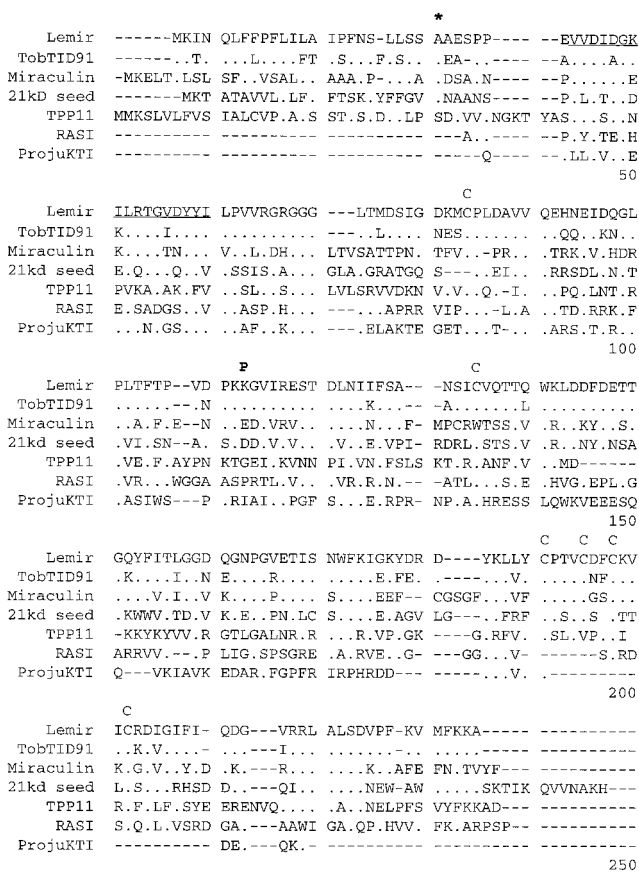 *
Lemir ------MKIN QLFFPFLILA IPFNS-LLSS AAESPP---- --EVVDIDGK
TobTID91 --------.T. ....L....FT .S...F.S.. .EA------- --A....A..
Miraculin -MKELT.LSL SF..VSALL. AAA.P----A .DSA.N---- --P......E
21kD seed ------MKT ATAVVL.LF. FTSK.YFFGV NAANS----- --P.L.T..D
TPP11 MMKSLVLFVS IALCVP.A.S ST.S.D..LPS SD.VV.NGKTYAS...S..N
RASI ---------- ---------- ---------- --A..----- --P.Y.TE.H
ProjuKTI ---------- ---------- ---------- ----Q----- --.LL.V..E
50
C
Lemir ILRTGVDYYI LPVVRGRGGG ---LTMDSIG DKMCPLDAVV QEHNEIDQGL
TobTID91 K...I..... .......... ---....L.. NES....... ..QQ..KN..
Miraculin K....TN... V..L.DH... LTVSATTPN. TFV..-PR.. .TRK.V.HDR
21kd seed E.Q...Q..V SSIS.A.... GLA.GRATGQ S---..EI.. .RRSDL.N.T
TPP11 PVKA.AK.FV .SL..S.... LVLSRVVDKN V.V..Q.-I. ..PQ.LNT.R
RASI E.SADGS..V ..ASP.H... ----...APRR VIP...-L.A .TD.RRK.F
ProjuKTI ...N.GS... ..AF..K... ---.ELAKTE GET...T-.. .ARS.T.R..
100
P C
Lemir PLTFTP--VD PKKGVIREST DLNIIFSA-- -NSICVQTTQ WKLDDFDETT
TobTID91 ......--.N .......... ....K...-- -.A......L ..........
Miraculin .A.F.E--.N ..ED.VRV.. ...N...F-- MPCRWTSS.V .R..KY..S.
21kd seed .VI.SN--A. S.DD.V.V.. .V..E.VPI- RDRL.STS.V .R..NY.NSA
TPP11 .VE.F.AYPN KTGEI.KVNN PI.VN.FSLS KT.R.ANF.V .MD------
RASI .VR...WGGA ASPRTL.V.. .VR.R.N.-- -.ATL...S.E HVG.EPL.G
ProjuKTI .ASIWS---P .RIAI..PGF S...E.RPR- NP.A.HRESS LQWKVEEESQ
150
C C C
Lemir GQYFITLGGD QGNPGVETIS NWFKIGKYDR D----YKLLY CPTVCDFCKV
TobTID91 .K...I..N E....R.... .....E.FE. .----...V. .....NF...
Miraculin ....V.I..V K....P.... S....EEF.. CGSGF...VF .....GS...
21kd seed .KWWV.TD.V K.E..PN.LC S....E.AGV LG----..FRF .S..S..S.TT
TPP11 -KKYKYVV.R GTLGALNR.R ...R.VP.GK ----.G.RFV. .SL.VP..I
RASI ARRVV..-.P LIG.SPSGRE A.RVE..G-- ---GG...V- ......S.RD
ProjuKTI Q---VKIAVK EDAR.FGPFR IRPHRDD--- -----...V. .---------
200
C
Lemir ICRDIGIFI- QDG---VRRL ALSDVPF-KV MFKKA----- ----------
TobTID91 ..K.V....- ...---I... .......-.. .....----- ----------
Miraculin K.G.V..Y.D .K.---R... ....K..AFE FN.TVYF--- ----------
21kd seed L.S...RHSD D..---QI.. ...NEW-AW ....SKTIK QVVNAKH---
TPP11 R.F.LF.SYE ERENVQ.... .A..NELPFS VYFKKAD--- ----------
RASI S.Q.L.VSRD GA.---AAWI GA.QP.HVV. FK.ARPSP-- ----------
ProjuKTI ---------- DE.---QK.- ---------- ---------- ----------
250